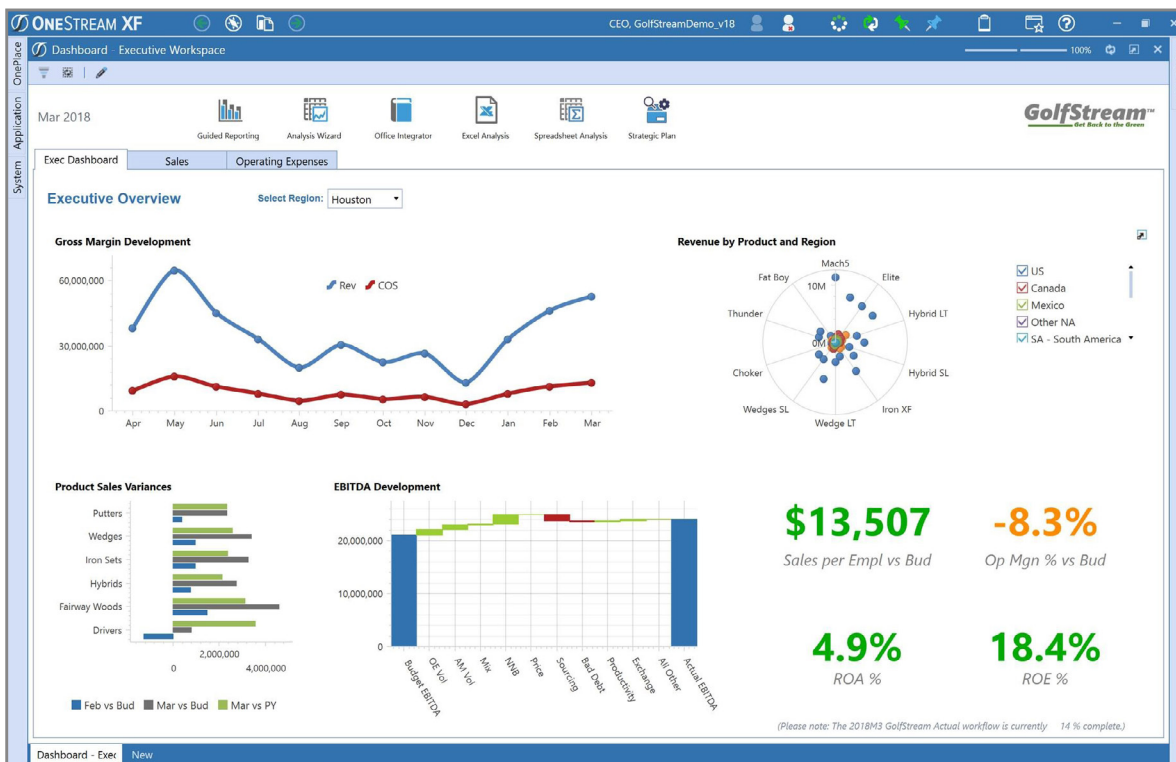 ONESTREAM XF
CEO, GolfStreamDemo_v18
Dashboard - Executive Workspace
100%
OnePlace
Application
System
Mar 2018
Guided Reporting
Analysis Wizard
Office Integrator
Excel Analysis
Spreadsheet Analysis
Strategic Plan
GolfStream™
Get Back to the Green
Exec Dashboard
Sales
Operating Expenses
Executive Overview
Select Region:
Houston
Gross Margin Development
60,000,000
30,000,000
0
Rev
COS
Apr
May
Jun
Jul
Aug
Sep
Oct
Nov
Dec
Jan
Feb
Mar
Revenue by Product and Region
Mach5
Elite
Hybrid LT
Hybrid SL
Iron XF
Wedge LT
Wedges SL
Choker
Thunder
Fat Boy
10M
0M
US
Canada
Mexico
Other NA
SA - South America
Product Sales Variances
Putters
Wedges
Iron Sets
Hybrids
Fairway Woods
Drivers
0
2,000,000
4,000,000
Feb vs Bud
Mar vs Bud
Mar vs PY
EBITDA Development
20,000,000
10,000,000
0
Budget EBITDA
OE Vol
AM Vol
Mix
NNB
Price
Sourcing
Bad Debt
Productivity
Exchange
All Other
Actual EBITDA
$13,507
Sales per Empl vs Bud
-8.3%
Op Mgn % vs Bud
4.9%
ROA %
18.4%
ROE %
(Please note: The 2018M3 GolfStream Actual workflow is currently 14 % complete.)
Dashboard - Exec
New